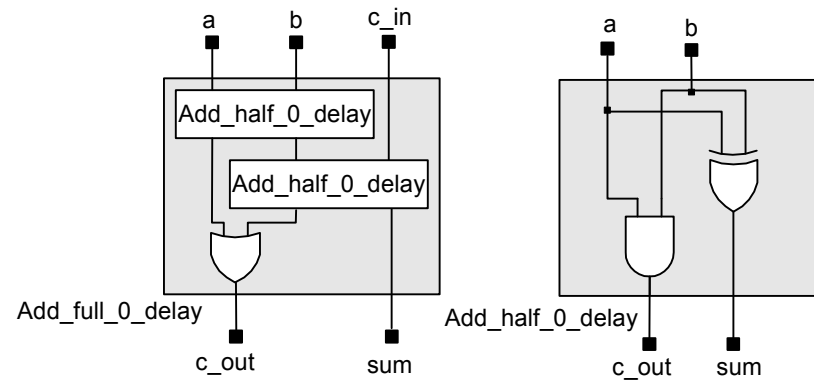 a b c_in
Add_half_0_delay
Add_half_0_delay
Add_full_0_delay
c_out sum
a b
Add_half_0_delay
c_out sum